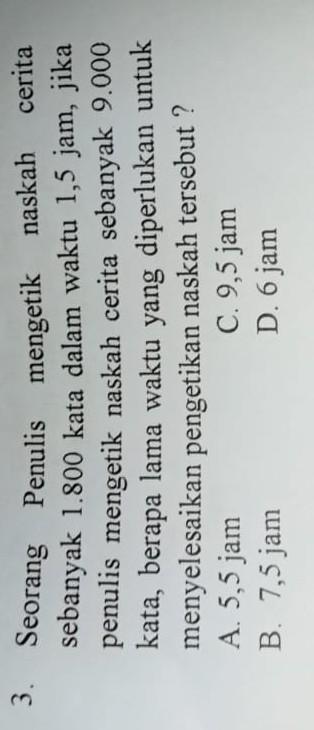 3. Seorang Penulis mengetik naskah cerita
sebanyak 1.800 kata dalam waktu 1,5 jam, jika
penulis mengetik naskah cerita sebanyak 9.000
kata, berapa lama waktu yang diperlukan untuk
menyelesaikan pengetikan naskah tersebut ?
A. 5,5 jam C. 9,5 jam
B. 7,5 jam D. 6 jam